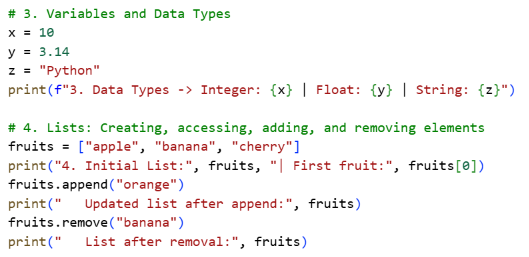 # 3. Variables and Data Types
x = 10
y = 3.14
z = "Python"
print(f"3. Data Types -> Integer: {x} | Float: {y} | String: {z}")
# 4. Lists: Creating, accessing, adding, and removing elements
fruits = ["apple", "banana", "cherry"]
print("4. Initial List:", fruits, "| First fruit:", fruits[0])
fruits.append("orange")
print("   Updated list after append:", fruits)
fruits.remove("banana")
print("   List after removal:", fruits)